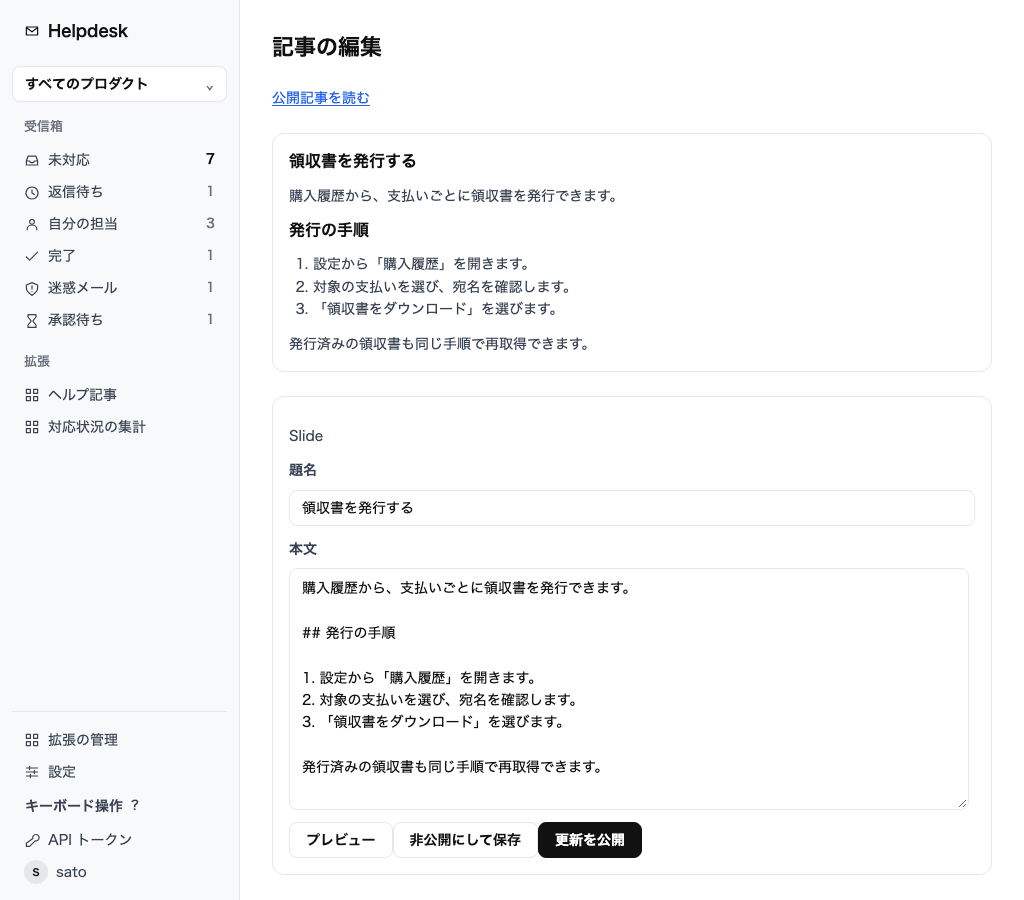 Helpdesk
すべてのプロダクト
受信箱
未対応 7
返信待ち 1
自分の担当 3
完了 1
迷惑メール 1
承認待ち 1
拡張
ヘルプ記事
対応状況の集計
拡張の管理
設定
キーボード操作 ?
API トークン
S sato
記事の編集
公開記事を読む
領収書を発行する
購入履歴から、支払いごとに領収書を発行できます。
発行の手順
1. 設定から「購入履歴」を開きます。
2. 対象の支払いを選び、宛名を確認します。
3. 「領収書をダウンロード」を選びます。
発行済みの領収書も同じ手順で再取得できます。
Slide
題名
領収書を発行する
本文
購入履歴から、支払いごとに領収書を発行できます。
## 発行の手順
1. 設定から「購入履歴」を開きます。
2. 対象の支払いを選び、宛名を確認します。
3. 「領収書をダウンロード」を選びます。
発行済みの領収書も同じ手順で再取得できます。
プレビュー 非公開にして保存 更新を公開